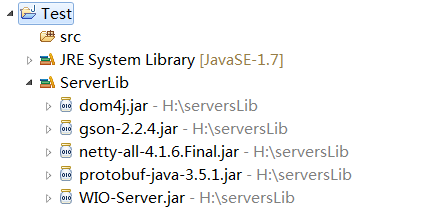 Test
src
JRE System Library [JavaSE-1.7]
ServerLib
dom4j.jar - H:\serversLib
gson-2.2.4.jar - H:\serversLib
netty-all-4.1.6.Final.jar - H:\serversLib
protobuf-java-3.5.1.jar - H:\serversLib
WIO-Server.jar - H:\serversLib